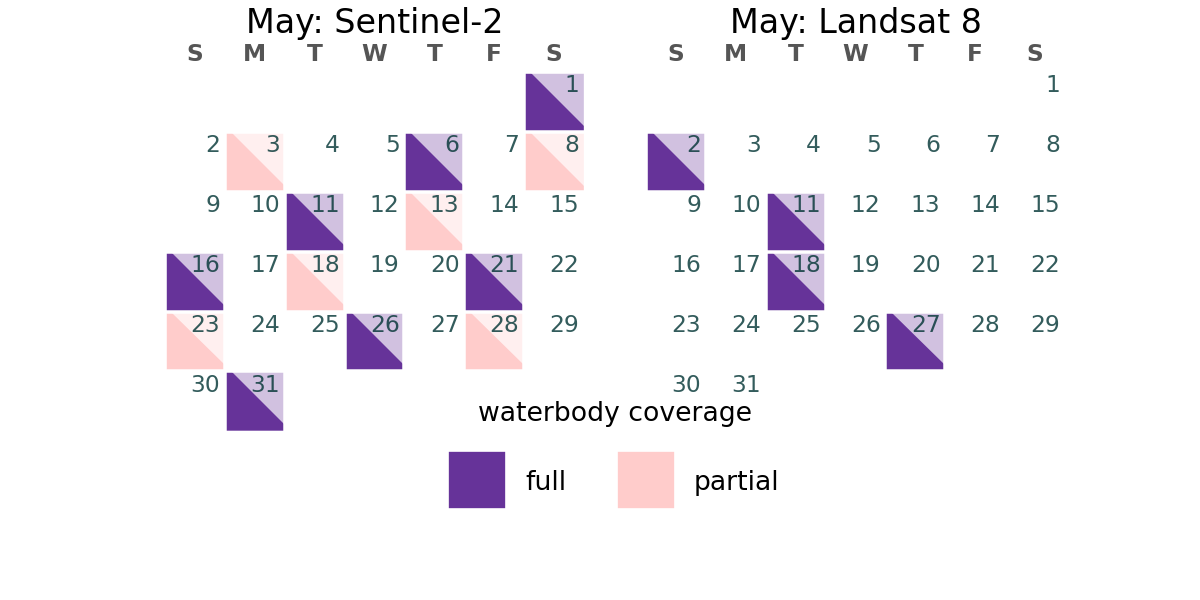 May: Sentinel-2
S M T W T F S
1
2 3 4 5 6 7 8
9 10 11 12 13 14 15
16 17 18 19 20 21 22
23 24 25 26 27 28 29
30 31
May: Landsat 8
S M T W T F S
1
2 3 4 5 6 7 8
9 10 11 12 13 14 15
16 17 18 19 20 21 22
23 24 25 26 27 28 29
30 31
waterbody coverage
full partial